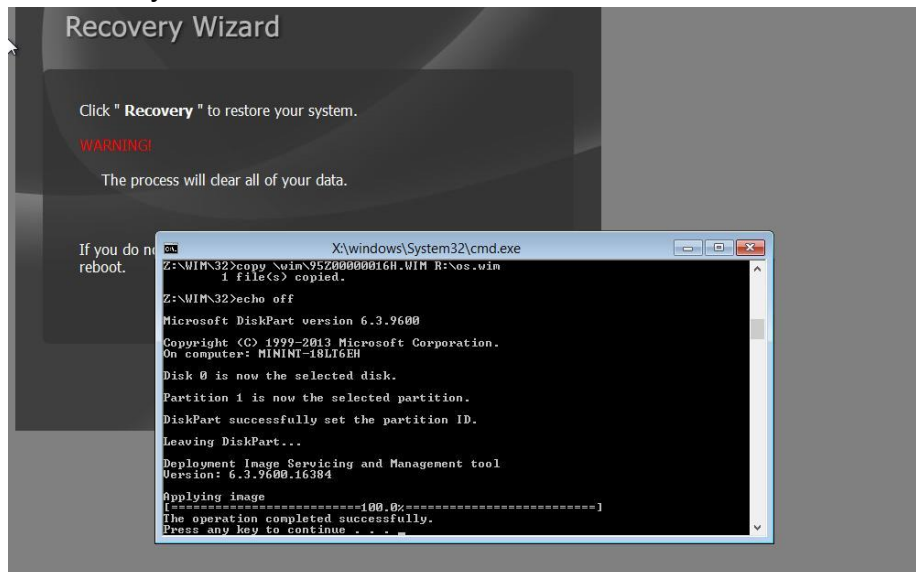 Recovery Wizard
Click " Recovery " to restore your system.
WARNING!
The process will clear all of your data.
If you do
reboot.
X:\windows\System32\cmd.exe
Z:\WIM\32>copy \wim\95Z00000016H.WIM R:\os.wim
1 file(s) copied.
Z:\WIM\32>echo off
Microsoft DiskPart version 6.3.9600
Copyright (C) 1999-2013 Microsoft Corporation.
On computer: MININT-18LT6EH
Disk 0 is now the selected disk.
Partition 1 is now the selected partition.
DiskPart successfully set the partition ID.
Leaving DiskPart...
Deployment Image Servicing and Management tool
Version: 6.3.9600.16384
Applying image
[==========================100.0%==========================]
The operation completed successfully.
Press any key to continue . . . _